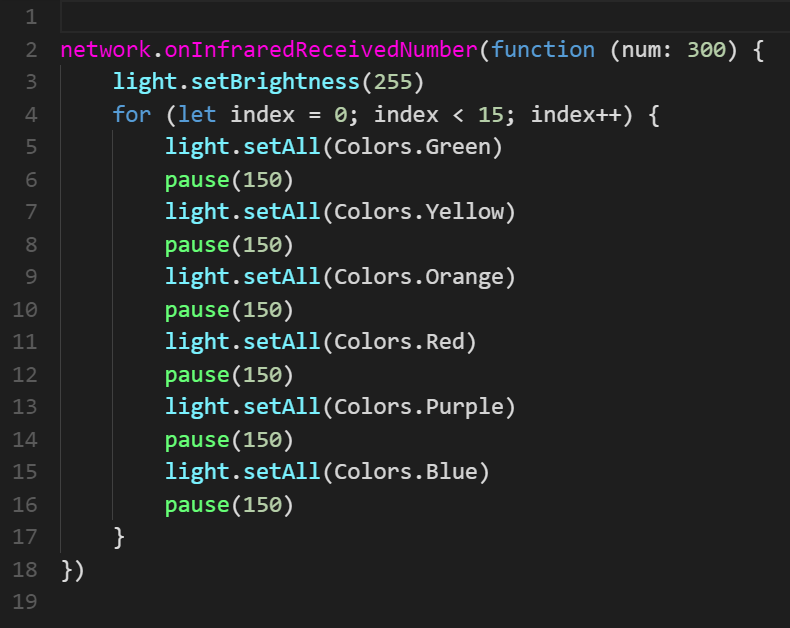 1
2 network.onInfraredReceivedNumber(function (num: 300) {
3     light.setBrightness(255)
4     for (let index = 0; index < 15; index++) {
5         light.setAll(Colors.Green)
6         pause(150)
7         light.setAll(Colors.Yellow)
8         pause(150)
9         light.setAll(Colors.Orange)
10         pause(150)
11         light.setAll(Colors.Red)
12         pause(150)
13         light.setAll(Colors.Purple)
14         pause(150)
15         light.setAll(Colors.Blue)
16         pause(150)
17     }
18 })
19